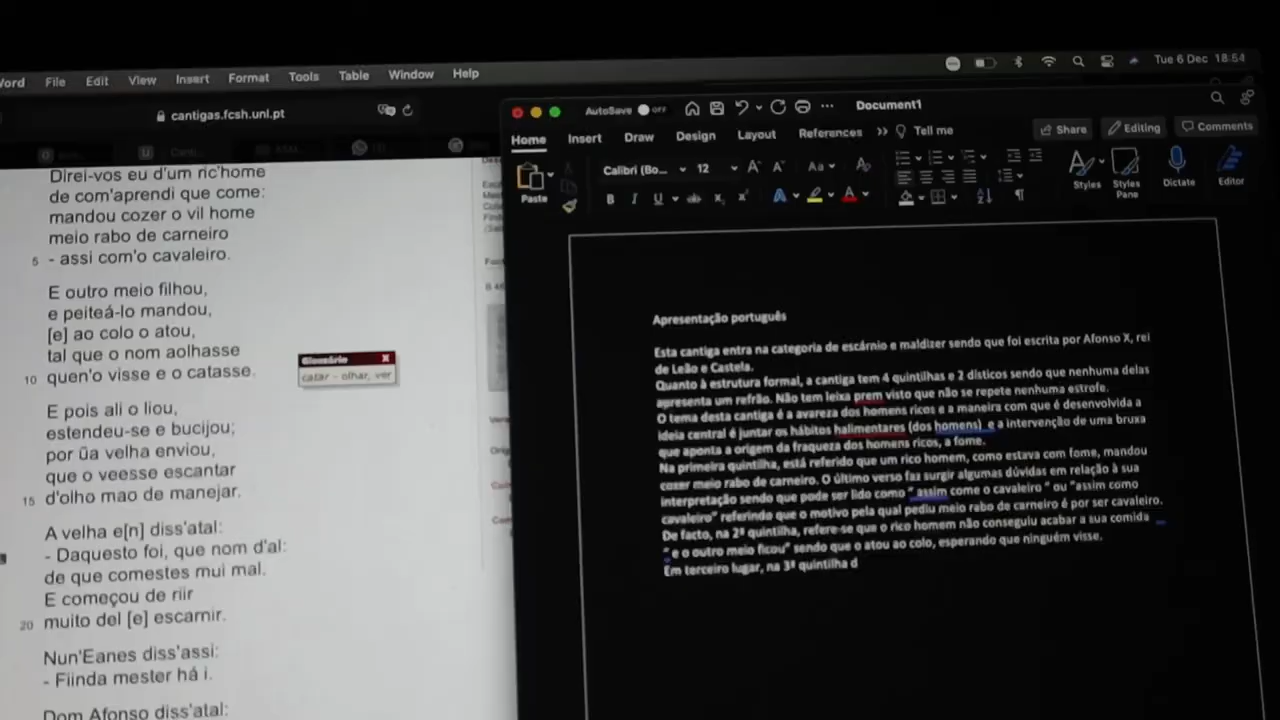 Word File Edit View Insert Format Tools Table Window Help
Tue 6 Dec 18:54
cantigas.fcsh.unl.pt
Direi-vos eu d'um ric'home
de com'aprendi que come:
mandou cozer o vil home
meio rabo de carneiro
5 - assi com'o cavaleiro.
E outro meio filhou,
e peiteá-lo mandou,
[e] ao colo o atou,
tal que o nom aolhasse
10 quen'o visse e o catasse.
E pois ali o liou,
estendeu-se e bucijou;
por ũa velha enviou,
que o veesse escantar
15 d'olho mao de manejar.
A velha e[n] diss'atal:
- Daquesto foi, que nom d'al:
de que comestes mui mal.
E começou de riir
20 muito del [e] escarnir.
Nun'Eanes diss'assi:
- Fiinda mester há i.
Dom Afonso diss'atal:
Glossário X
catar - olhar, ver
AutoSave OFF
Document1
Home Insert Draw Design Layout References Tell me
Share Editing Comments
Paste
Calibri (Bo... 12
Styles
Styles Pane
Dictate
Editor
Apresentação português
Esta cantiga entra na categoria de escárnio e maldizer sendo que foi escrita por Afonso X, rei
de Leão e Castela.
Quanto à estrutura formal, a cantiga tem 4 quintilhas e 2 dísticos sendo que nenhuma delas
apresenta um refrão. Não tem leixa prem visto que não se repete nenhuma estrofe.
O tema desta cantiga é a avareza dos homens ricos e a maneira com que é desenvolvida a
ideia central é juntar os hábitos halimentares (dos homens) e a intervenção de uma bruxa
que aponta a origem da fraqueza dos homens ricos, a fome.
Na primeira quintilha, está referido que um rico homem, como estava com fome, mandou
cozer meio rabo de carneiro. O último verso faz surgir algumas dúvidas em relação à sua
interpretação sendo que pode ser lido como " assim come o cavaleiro " ou "assim como
cavaleiro" referindo que o motivo pela qual pediu meio rabo de carneiro é por ser cavaleiro.
De facto, na 2ª quintilha, refere-se que o rico homem não conseguiu acabar a sua comida
" e o outro meio ficou" sendo que o atou ao colo, esperando que ninguém visse.
Em terceiro lugar, na 3ª quintilha d